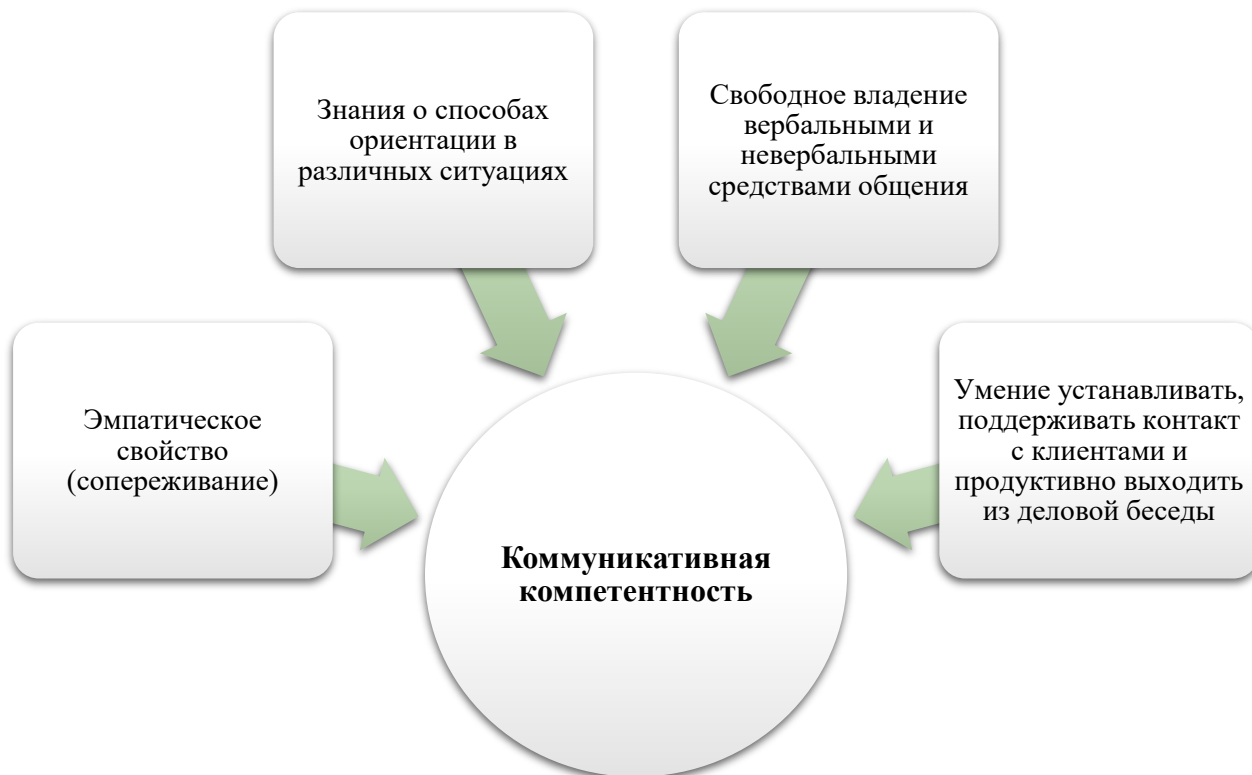 Знания о способах
ориентации в
различных ситуациях
Свободное владение
вербальными и
невербальными
средствами общения
Эмпатическое
свойство
(сопереживание)
Умение устанавливать,
поддерживать контакт
с клиентами и
продуктивно выходить
из деловой беседы
Коммуникативная
компетентность